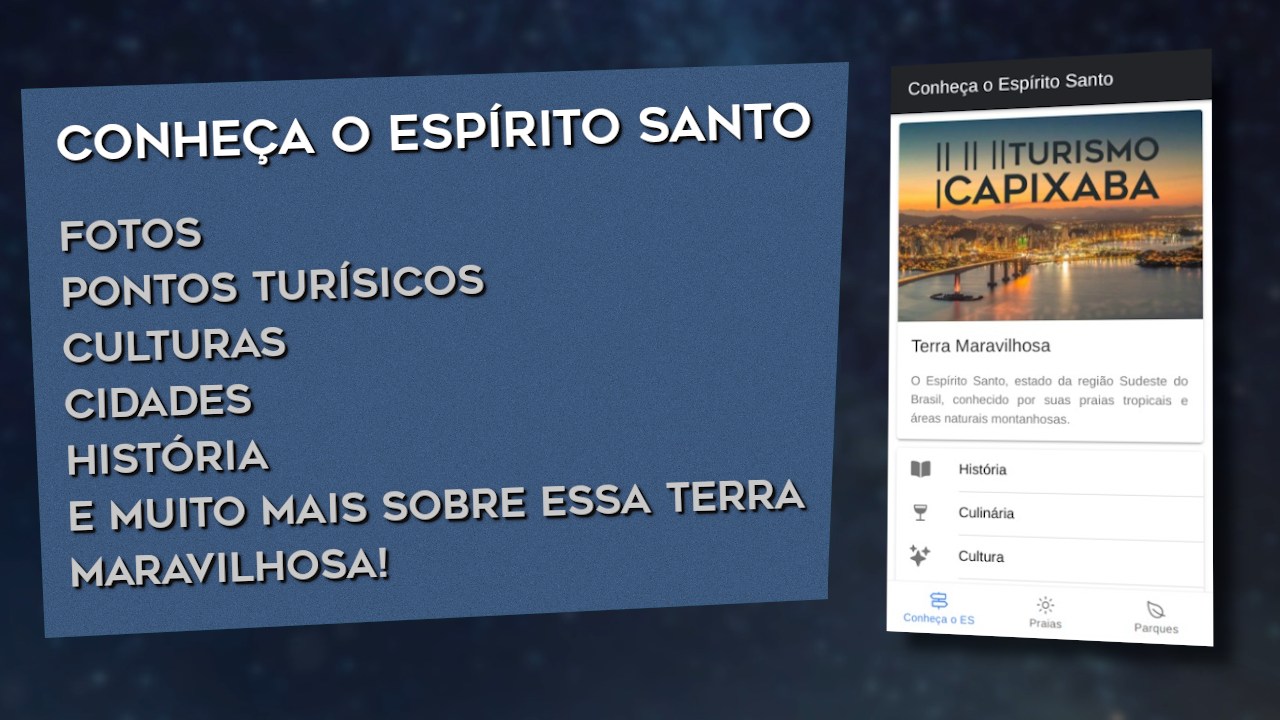 CONHEÇA O ESPÍRITO SANTO
FOTOS
PONTOS TURÍSICOS
CULTURAS
CIDADES
HISTÓRIA
E MUITO MAIS SOBRE ESSA TERRA
MARAVILHOSA!
Conheça o Espírito Santo
TURISMO
CAPIXABA
Terra Maravilhosa
O Espírito Santo, estado da região Sudeste do
Brasil, conhecido por suas praias tropicais e
áreas naturais montanhosas.
História
Culinária
Cultura
Conheça o ES
Praias
Parques